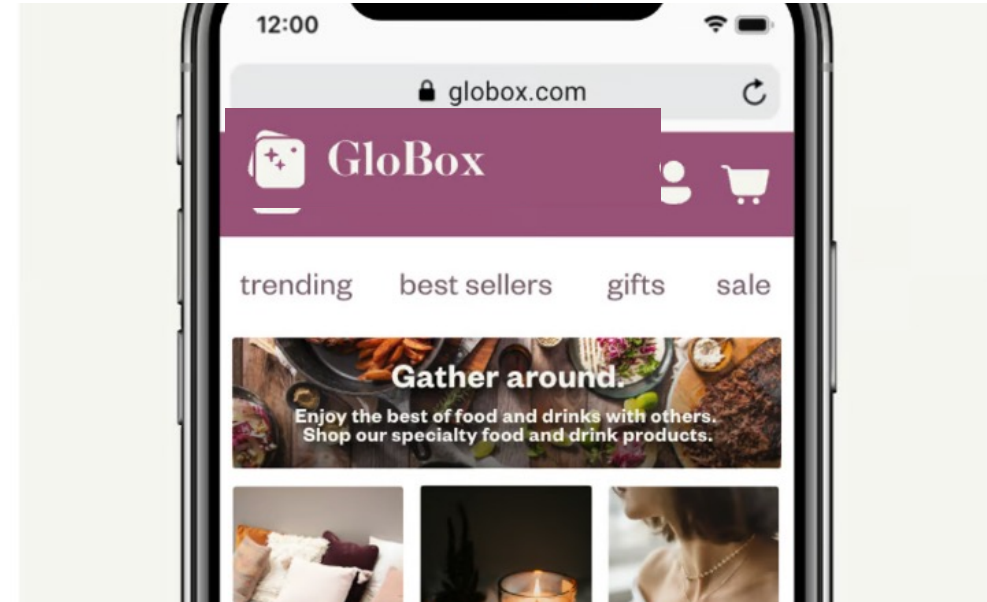 12:00
globox.com
GloBox
trending best sellers gifts sale
Gather around.
Enjoy the best of food and drinks with others.
Shop our specialty food and drink products.